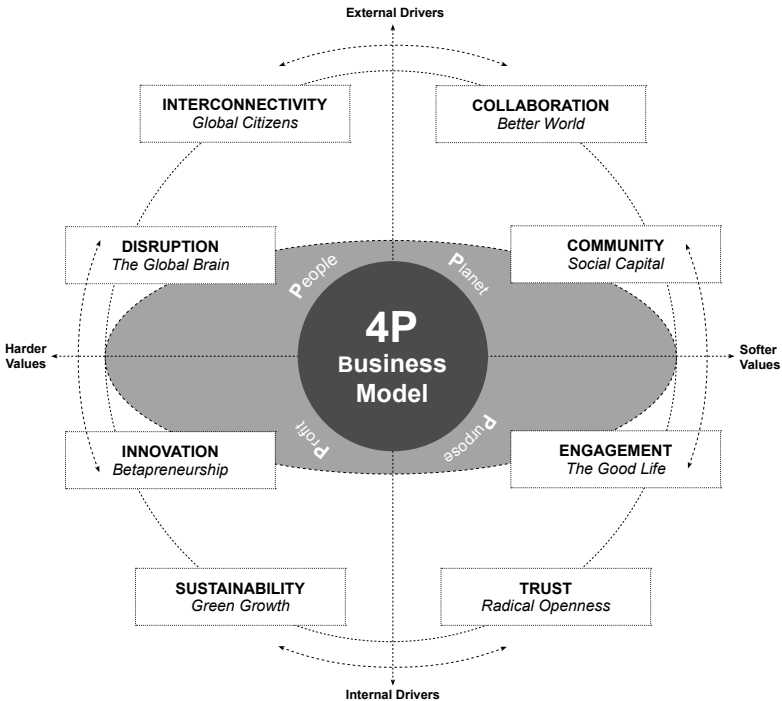 External Drivers
INTERCONNECTIVITY
Global Citizens
COLLABORATION
Better World
DISRUPTION
The Global Brain
COMMUNITY
Social Capital
People
Planet
4P
Business
Model
Harder
Values
Softer
Values
Profit
Purpose
INNOVATION
Betapreneurship
ENGAGEMENT
The Good Life
SUSTAINABILITY
Green Growth
TRUST
Radical Openness
Internal Drivers